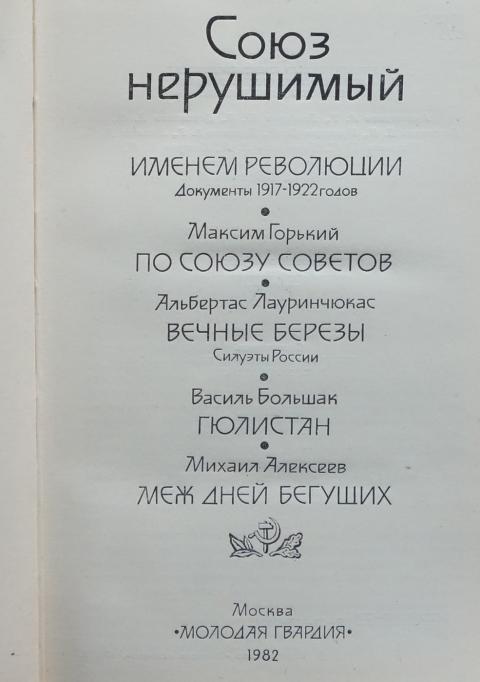 Союз
нерушимый
ИМЕНЕМ РЕВОЛЮЦИИ
Документы 1917-1922 годов
•
Максим Горький
ПО СОЮЗУ СОВЕТОВ
•
Альбертас Лауринчюкас
ВЕЧНЫЕ БЕРЕЗЫ
Силуэты России
•
Василь Большак
ГЮЛИСТАН
•
Михаил Алексеев
МЕЖ ДНЕЙ БЕГУЩИХ
Москва
•МОЛОДАЯ ГВАРДИЯ•
1982